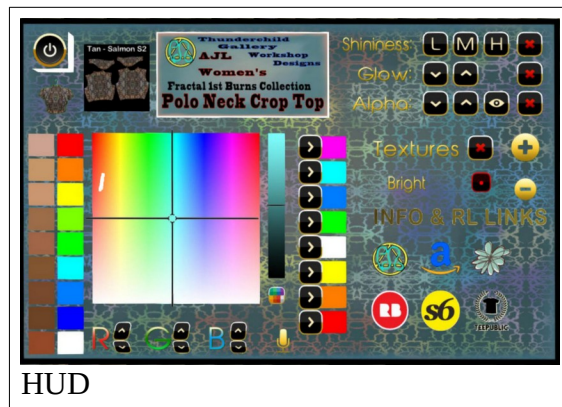 Tan - Salmon S2
Thunderchild
Gallery
AJL Workshop
Designs
Women's
Fractal 1st Burns Collection
Polo Neck Crop Top
Shininess: L M H
Glow:
Alpha:
Textures
Bright
INFO & RL LINKS
a
RB
s6
TEEPUBLIC
R G B
HUD